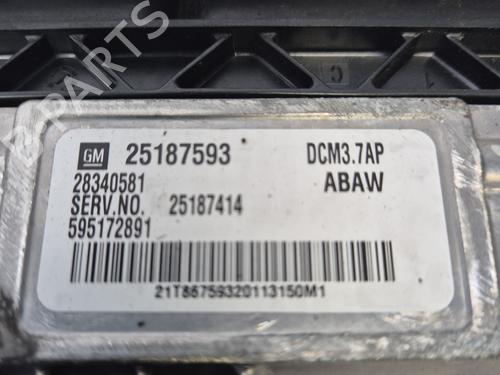 B-PARTS
GM 25187593 DCM3.7AP
28340581 ABAW
SERV.NO. 25187414
595172891
21T86759320113150M1